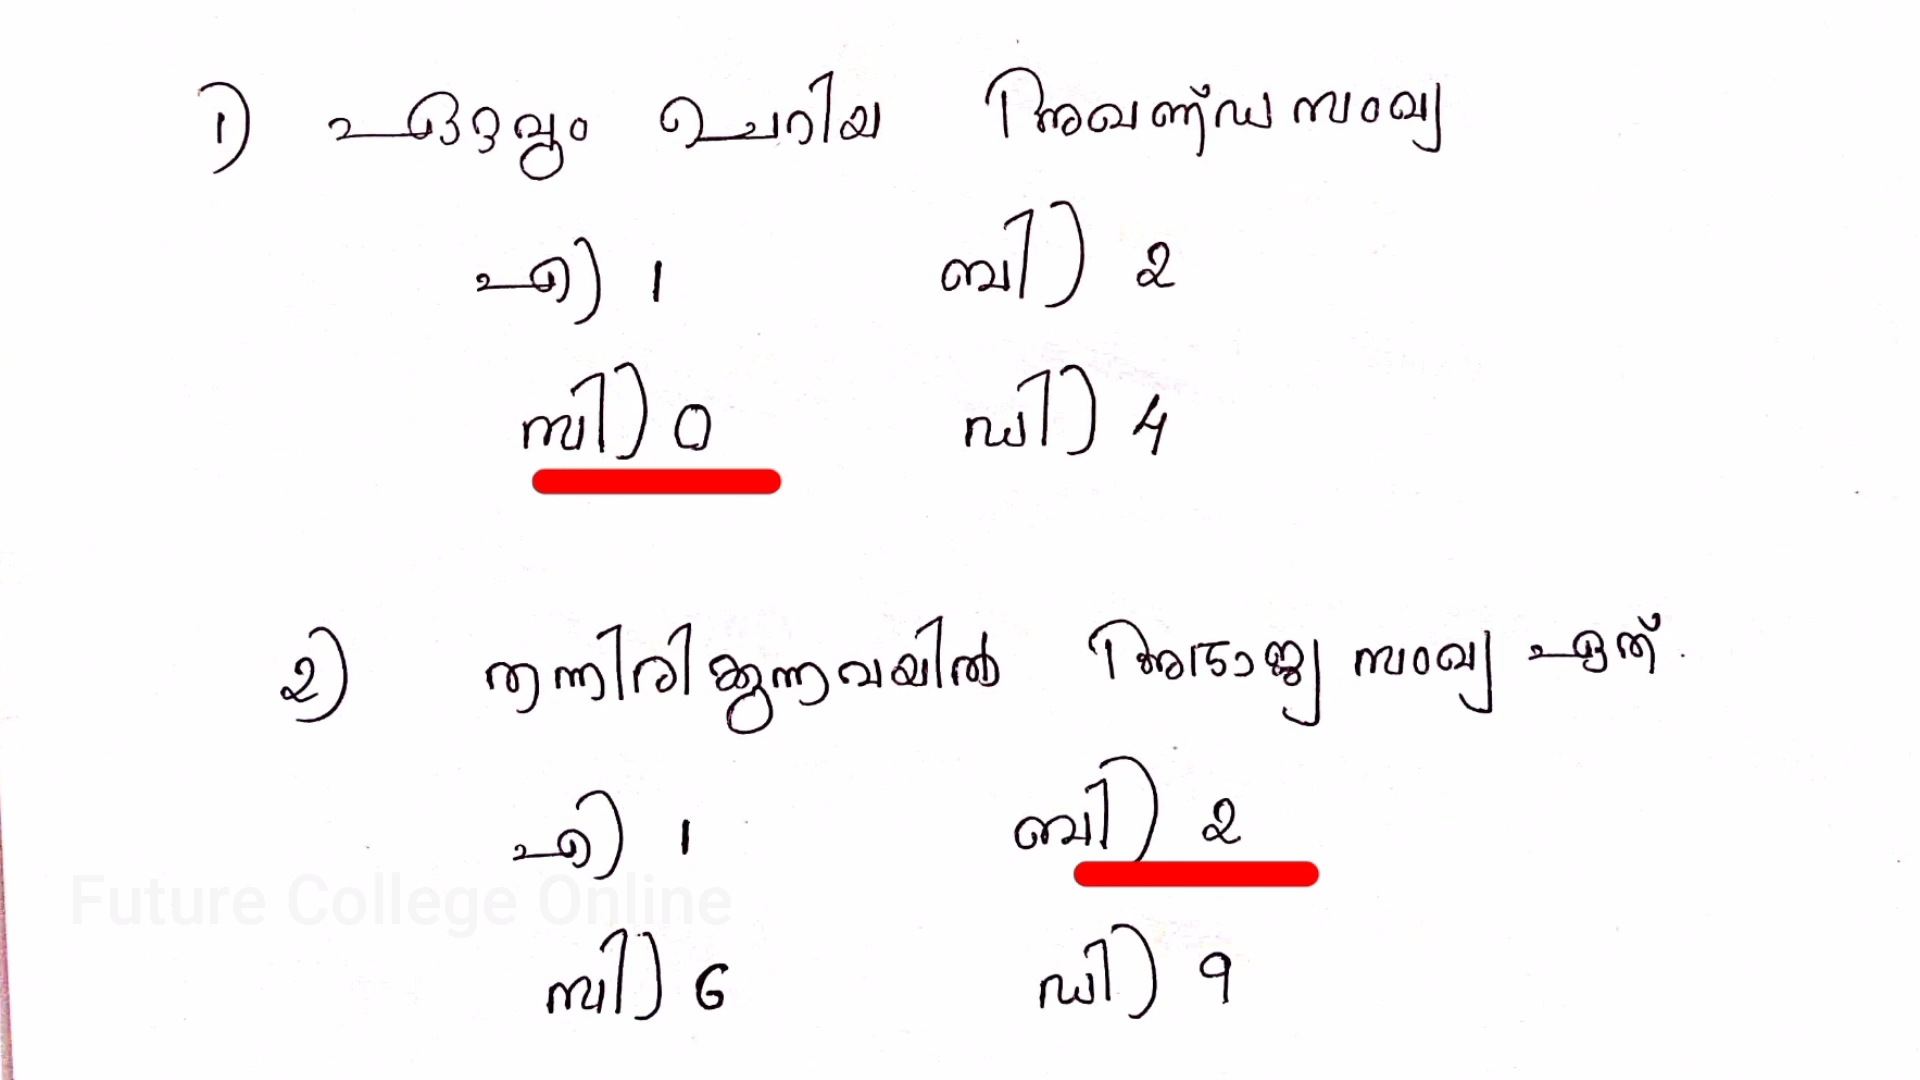 1) ഏറ്റവും ചെറിയ അഖണ്ഡ സംഖ്യ
എ) 1 ബി) 2
സി) 0 ഡി) 4
2) തന്നിരിക്കുന്നവയിൽ അഭാജ്യ സംഖ്യ ഏത്.
എ) 1 ബി) 2
Future College Online
സി) 6 ഡി) 9